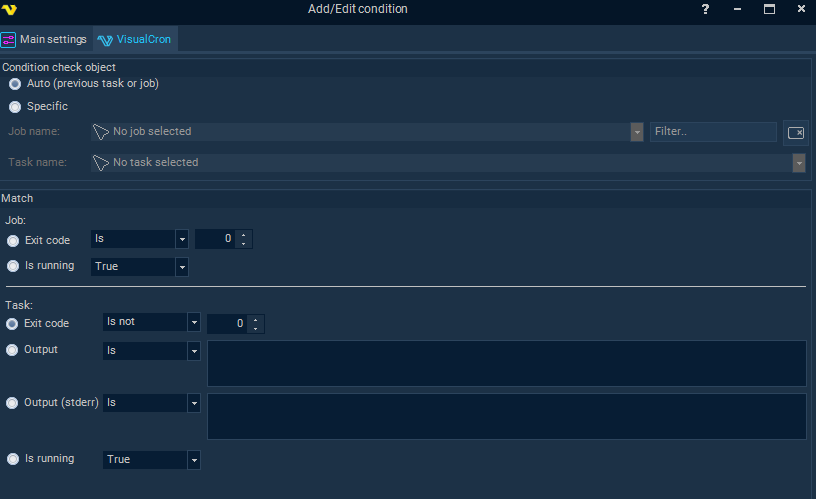 Add/Edit condition ?
Main settings VisualCron
Condition check object
Auto (previous task or job)
Specific
Job name: No job selected Filter..
Task name: No task selected
Match
Job:
Exit code Is 0
Is running True
Task:
Exit code Is not 0
Output Is
Output (stderr) Is
Is running True